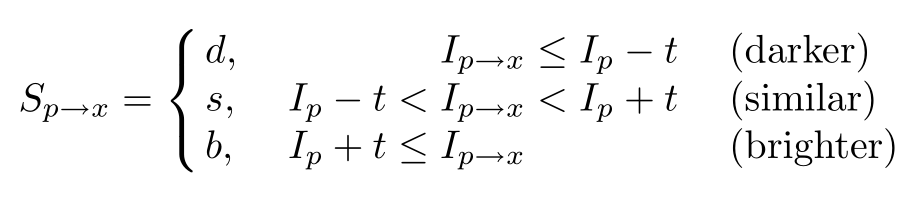 S_{p→x} = { d, I_{p→x} ≤ I_p − t (darker)
s, I_p − t < I_{p→x} < I_p + t (similar)
b, I_p + t ≤ I_{p→x} (brighter)